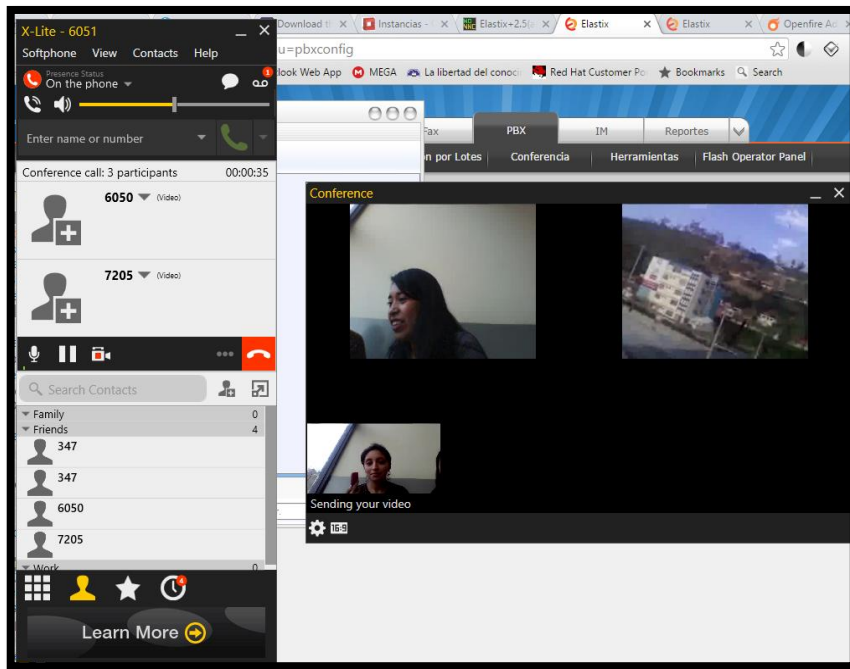 X-Lite - 6051
Softphone View Contacts Help
Presence Status
On the phone
1
Enter name or number
Conference call: 3 participants 00:00:35
6050 (Video)
7205 (Video)
Search Contacts
Family 0
Friends 4
347
347
6050
7205
Work 0
4
Learn More
Download Instancias - Elastix+2.5 Elastix Elastix Openfire
u=pbxconfig
look Web App MEGA La libertad del conoci Red Hat Customer Po Bookmarks Search
Fax PBX IM Reportes
n por Lotes Conferencia Herramientas Flash Operator Panel
Conference
Sending your video
16:9